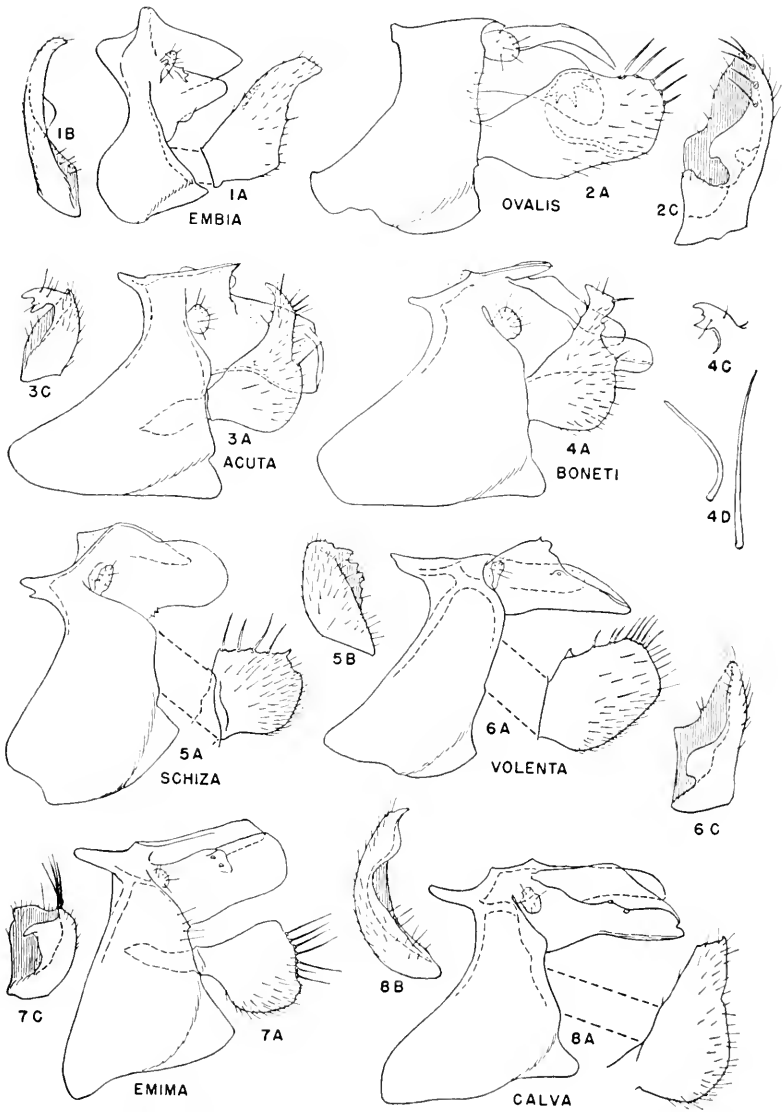 1B
1A
EMBIA
2A
OVALIS
2C
3C
3A
ACUTA
4A
BONETI
4C
4D
5A
SCHIZA
5B
6A
VOLENTA
6C
7C
7A
EMIMA
8B
8A
CALVA